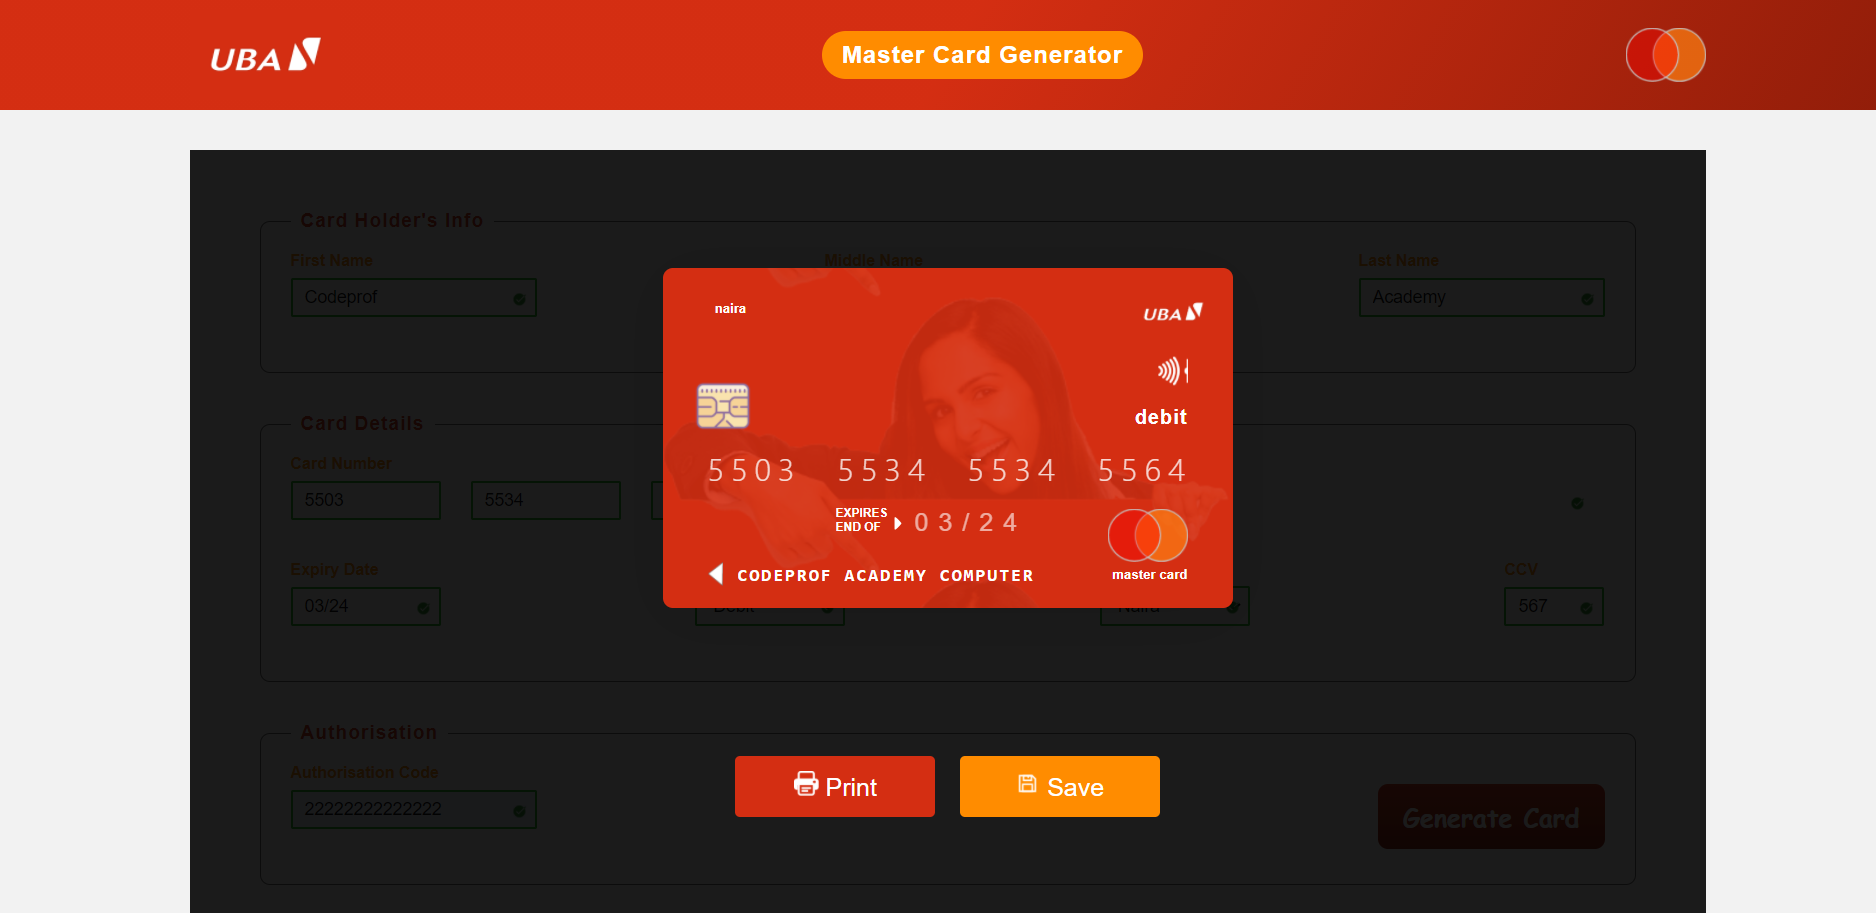 UBA
Master Card Generator
Card Holder's Info
First Name
Middle Name
Last Name
Codeprof
Academy
naira
UBA
debit
Card Details
Card Number
5503
5534
5503 5534 5534 5564
EXPIRES
END OF
03/24
master card
CODEPROF ACADEMY COMPUTER
Expiry Date
CCV
03/24
Debit
Naira
567
Authorisation
Authorisation Code
22222222222222
Print
Save
Generate Card